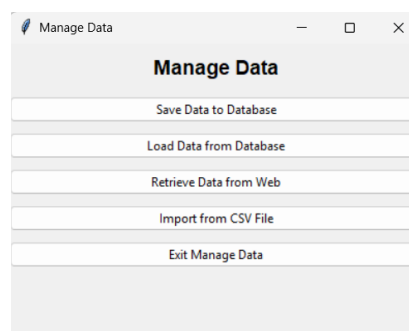 Manage Data
Manage Data
Save Data to Database
Load Data from Database
Retrieve Data from Web
Import from CSV File
Exit Manage Data